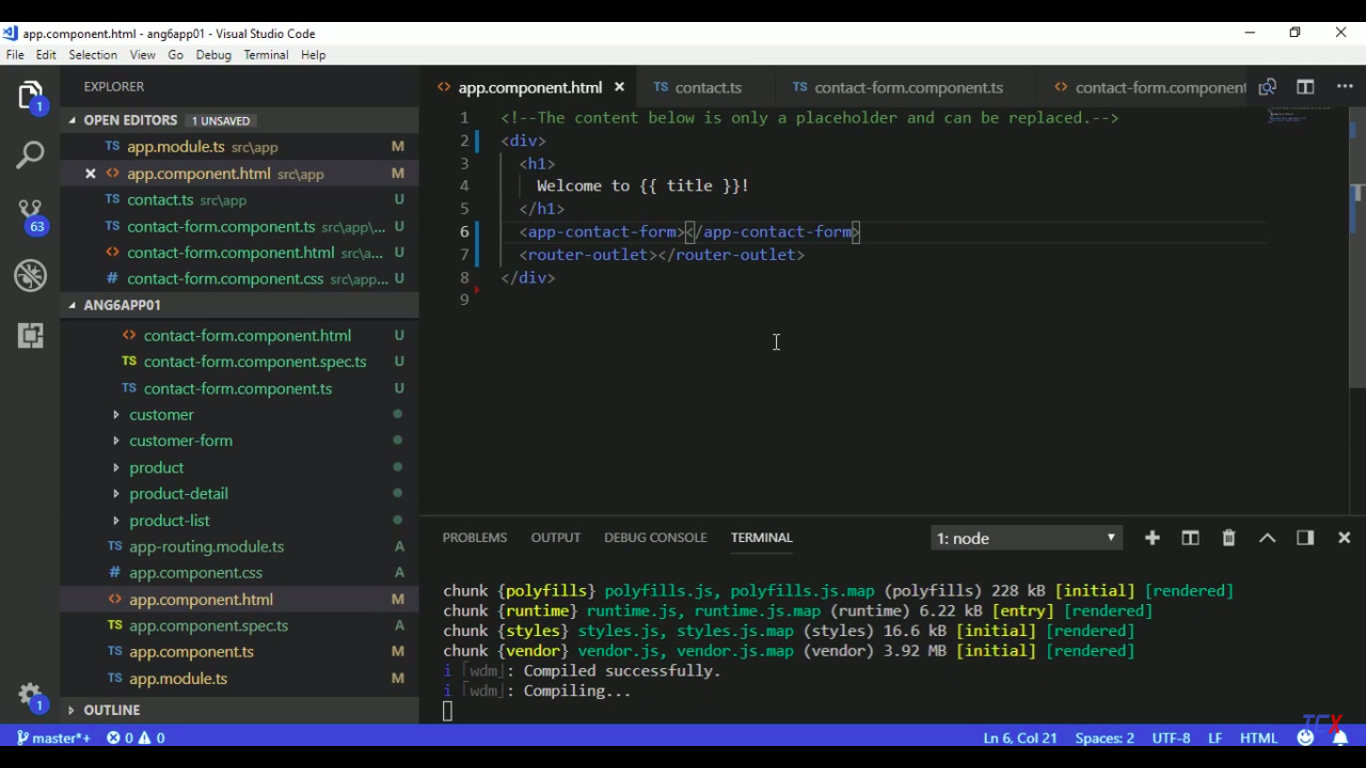 app.component.html - ang6app01 - Visual Studio Code
File Edit Selection View Go Debug Terminal Help
1
EXPLORER
OPEN EDITORS 1 UNSAVED
TS app.module.ts src\app M
<> app.component.html src\app M
TS contact.ts src\app U
TS contact-form.component.ts src\app\... U
<> contact-form.component.html src\a... U
# contact-form.component.css src\app... U
63
ANG6APP01
<> contact-form.component.html U
TS contact-form.component.spec.ts U
TS contact-form.component.ts U
customer
customer-form
product
product-detail
product-list
TS app-routing.module.ts A
# app.component.css A
<> app.component.html M
TS app.component.spec.ts A
TS app.component.ts M
TS app.module.ts M
1
OUTLINE
<> app.component.html TS contact.ts TS contact-form.component.ts <> contact-form.component
1 <!--The content below is only a placeholder and can be replaced.-->
2 <div>
3 <h1>
4 Welcome to {{ title }}!
5 </h1>
6 <app-contact-form></app-contact-form>
7 <router-outlet></router-outlet>
8 </div>
9
PROBLEMS OUTPUT DEBUG CONSOLE TERMINAL 1: node
chunk {polyfills} polyfills.js, polyfills.js.map (polyfills) 228 kB [initial] [rendered]
chunk {runtime} runtime.js, runtime.js.map (runtime) 6.22 kB [entry] [rendered]
chunk {styles} styles.js, styles.js.map (styles) 16.6 kB [initial] [rendered]
chunk {vendor} vendor.js, vendor.js.map (vendor) 3.92 MB [initial] [rendered]
i ｢wdm｣: Compiled successfully.
i ｢wdm｣: Compiling...
TCX
master*+ 0 0 Ln 6, Col 21 Spaces: 2 UTF-8 LF HTML